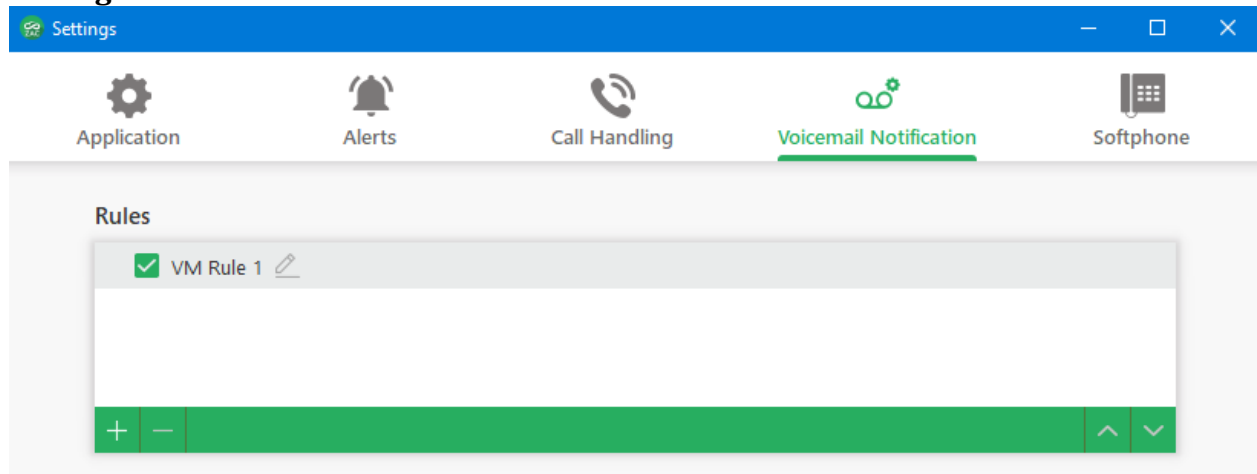 Settings
Application
Alerts
Call Handling
Voicemail Notification
Softphone
Rules
VM Rule 1